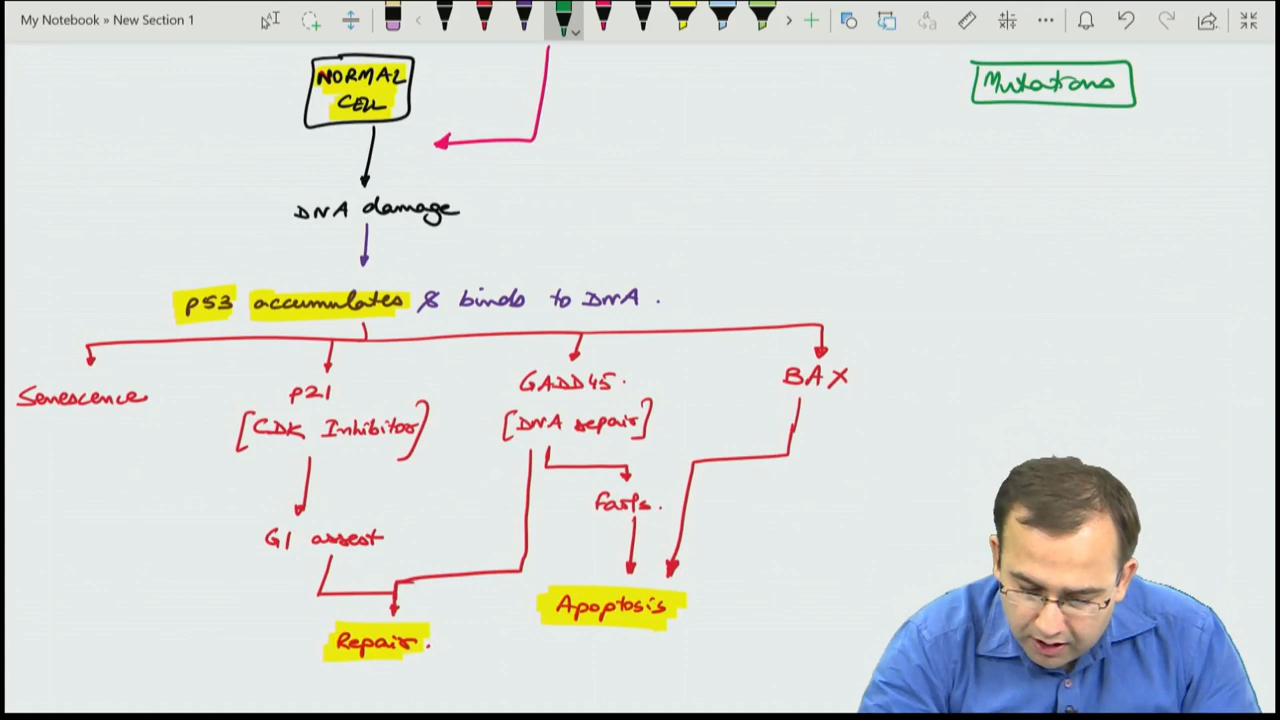 My Notebook » New Section 1
NORMAL
CELL
Mutations
DNA damage
p53 accumulates & binds to DNA.
Senescence
p21
[CDK Inhibitor]
GADD45.
[DNA repair]
BAX
fails.
G1 arrest
Apoptosis
Repair.